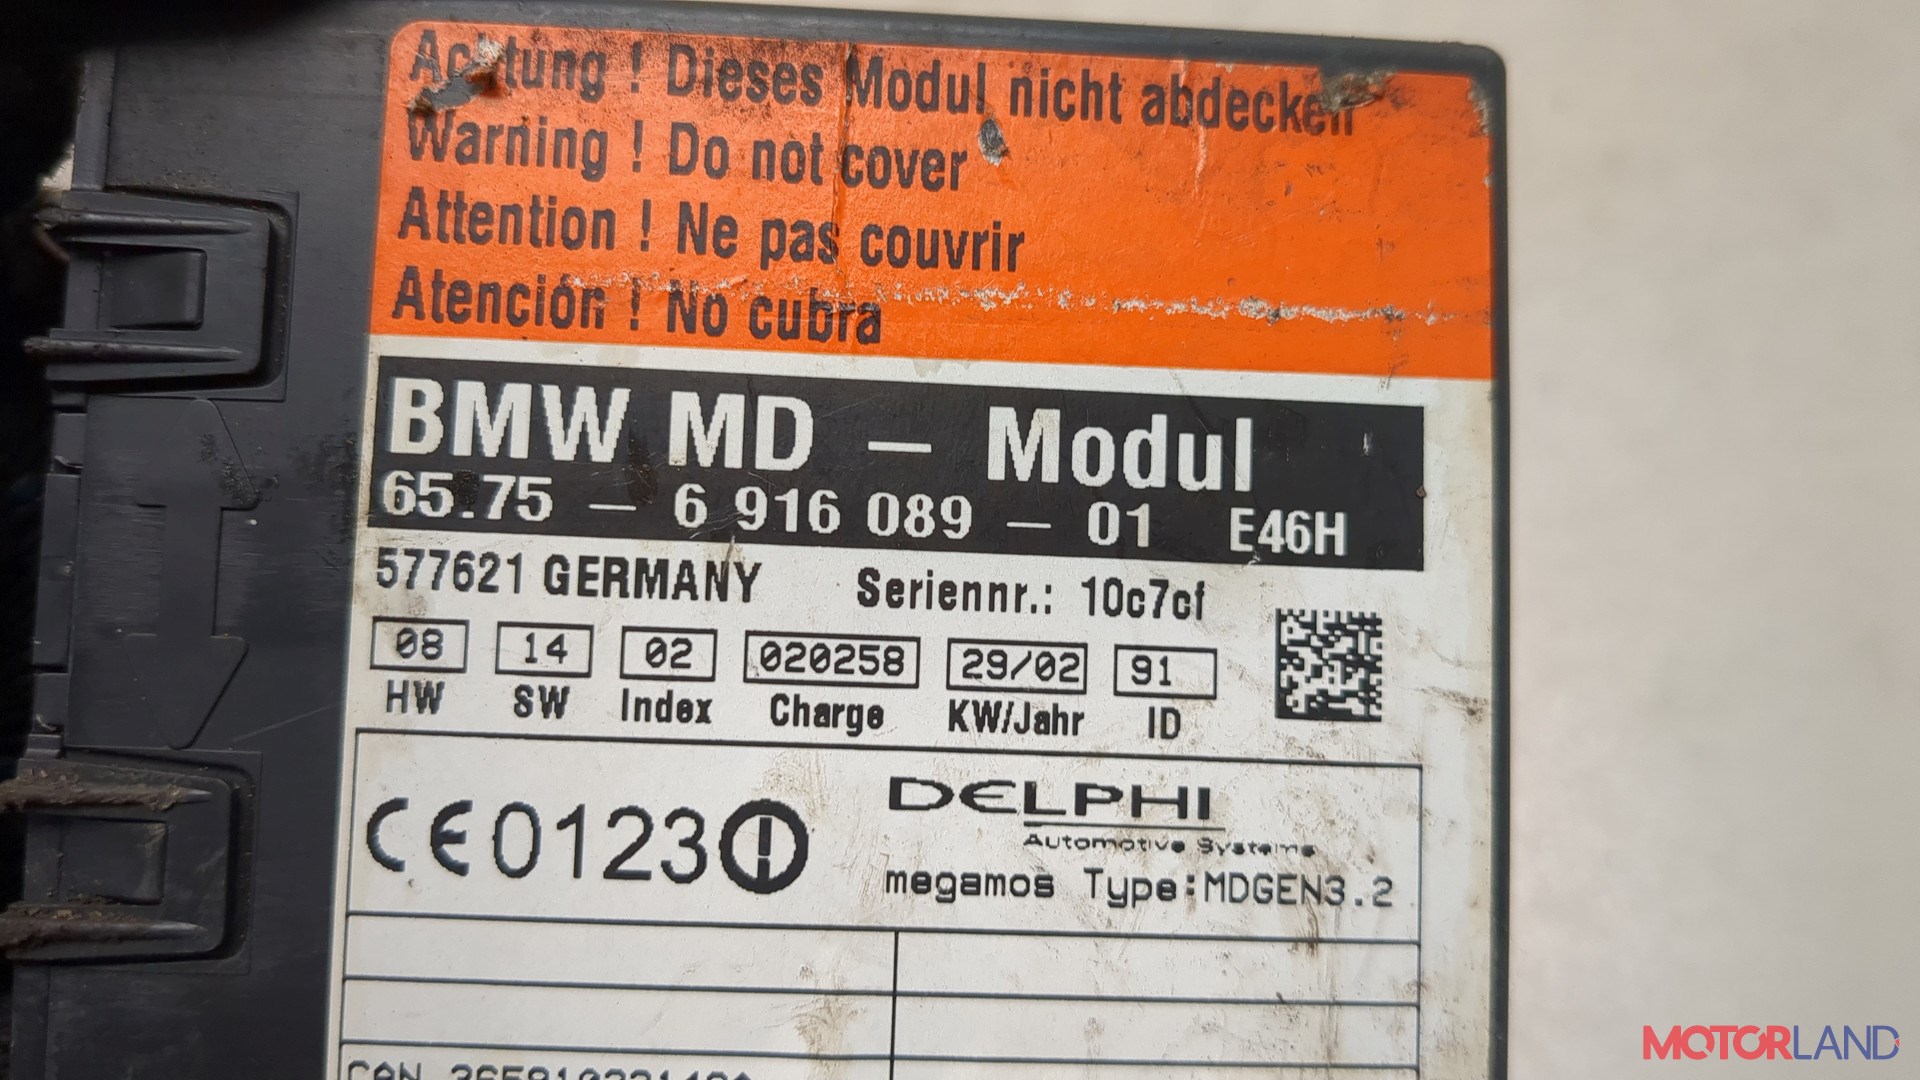 Achtung ! Dieses Modul nicht abdecken
Warning ! Do not cover
Attention ! Ne pas couvrir
Atención ! No cubra
BMW MD – Modul
65.75 – 6 916 089 – 01 E46H
577621 GERMANY Seriennr.: 10c7cf
08 14 02 020258 29/02 91
HW SW Index Charge KW/Jahr ID
CE0123
DELPHI
Automotive Systems
megamos Type:MDGEN3.2
CAN
MOTORLAND